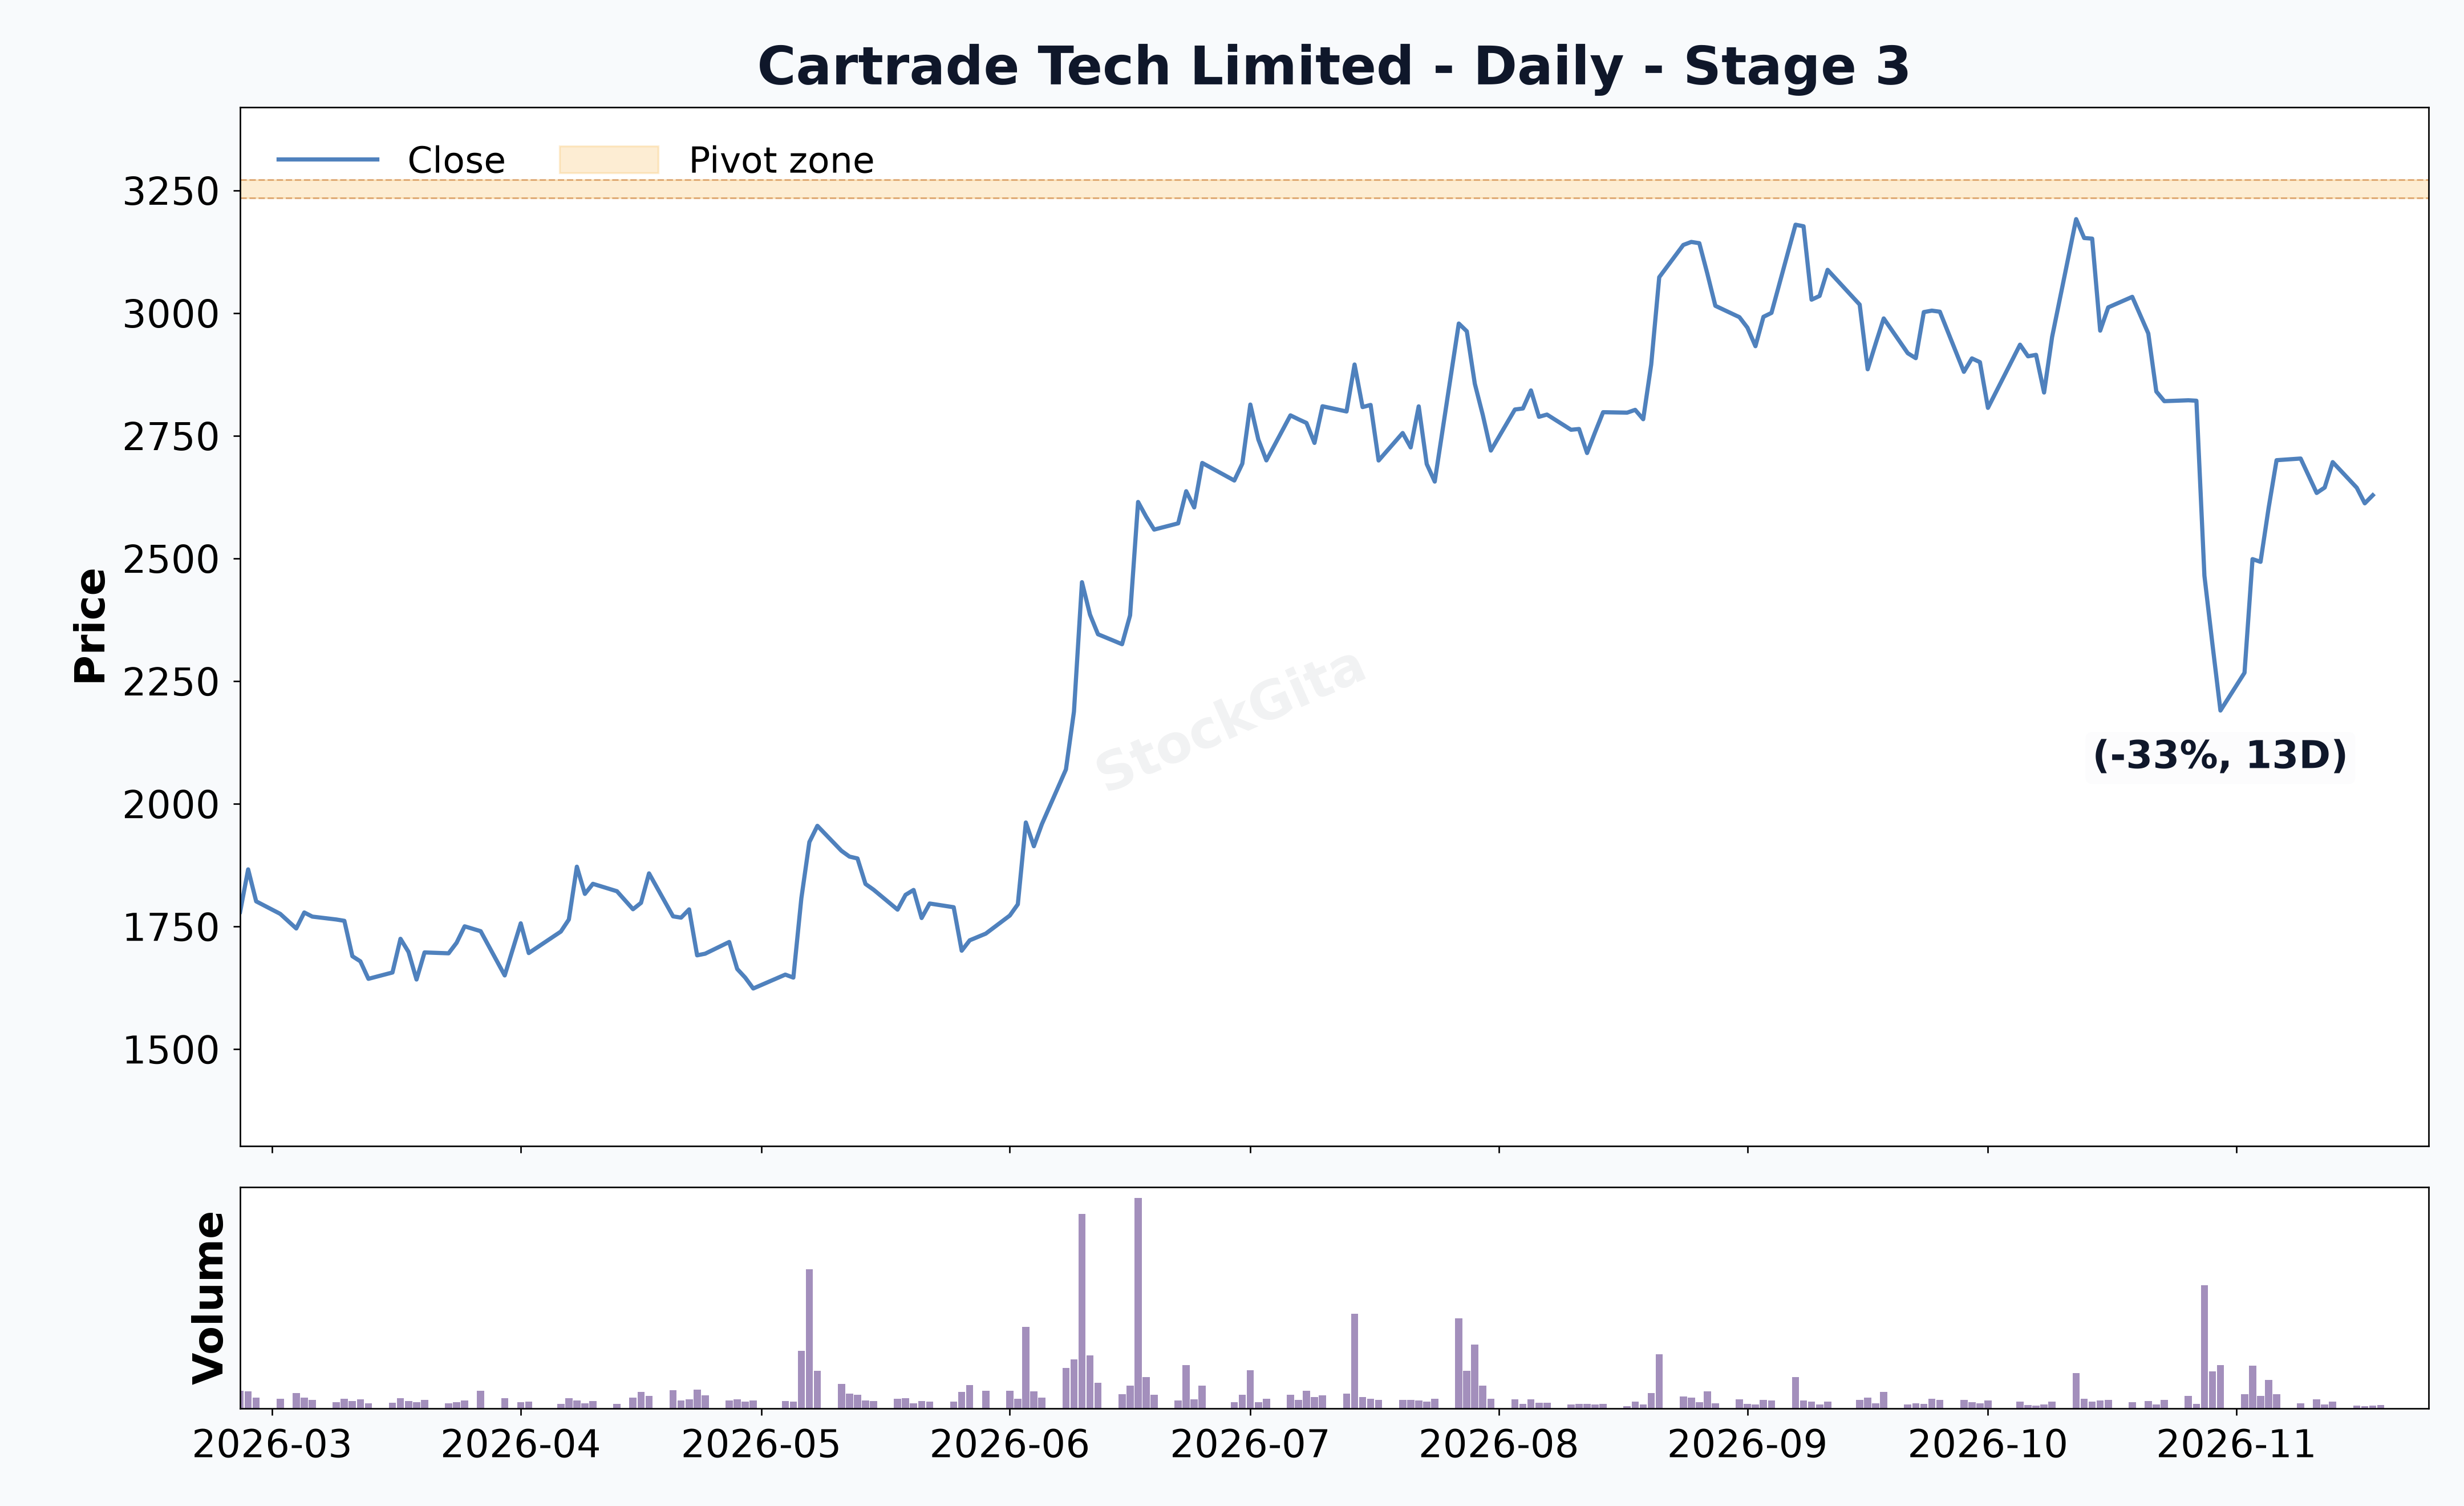 Cartrade Tech Limited - Daily - Stage 3
Close
Pivot zone
3250
3000
2750
2500
2250
2000
1750
1500
Price
StockGita
(-33%, 13D)
Volume
2026-03
2026-04
2026-05
2026-06
2026-07
2026-08
2026-09
2026-10
2026-11